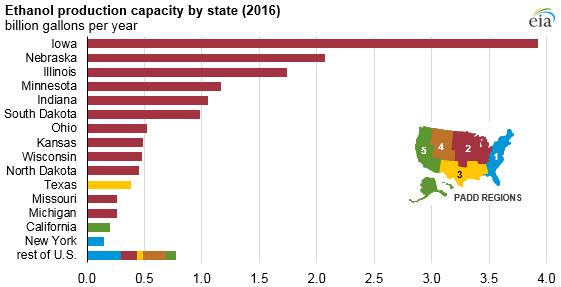 Ethanol production capacity by state (2016)
billion gallons per year
eia
Iowa
Nebraska
Illinois
Minnesota
Indiana
South Dakota
Ohio
Kansas
Wisconsin
North Dakota
Texas
Missouri
Michigan
California
New York
rest of U.S.
5 4 2 1
3
PADD REGIONS
0.0 0.5 1.0 1.5 2.0 2.5 3.0 3.5 4.0